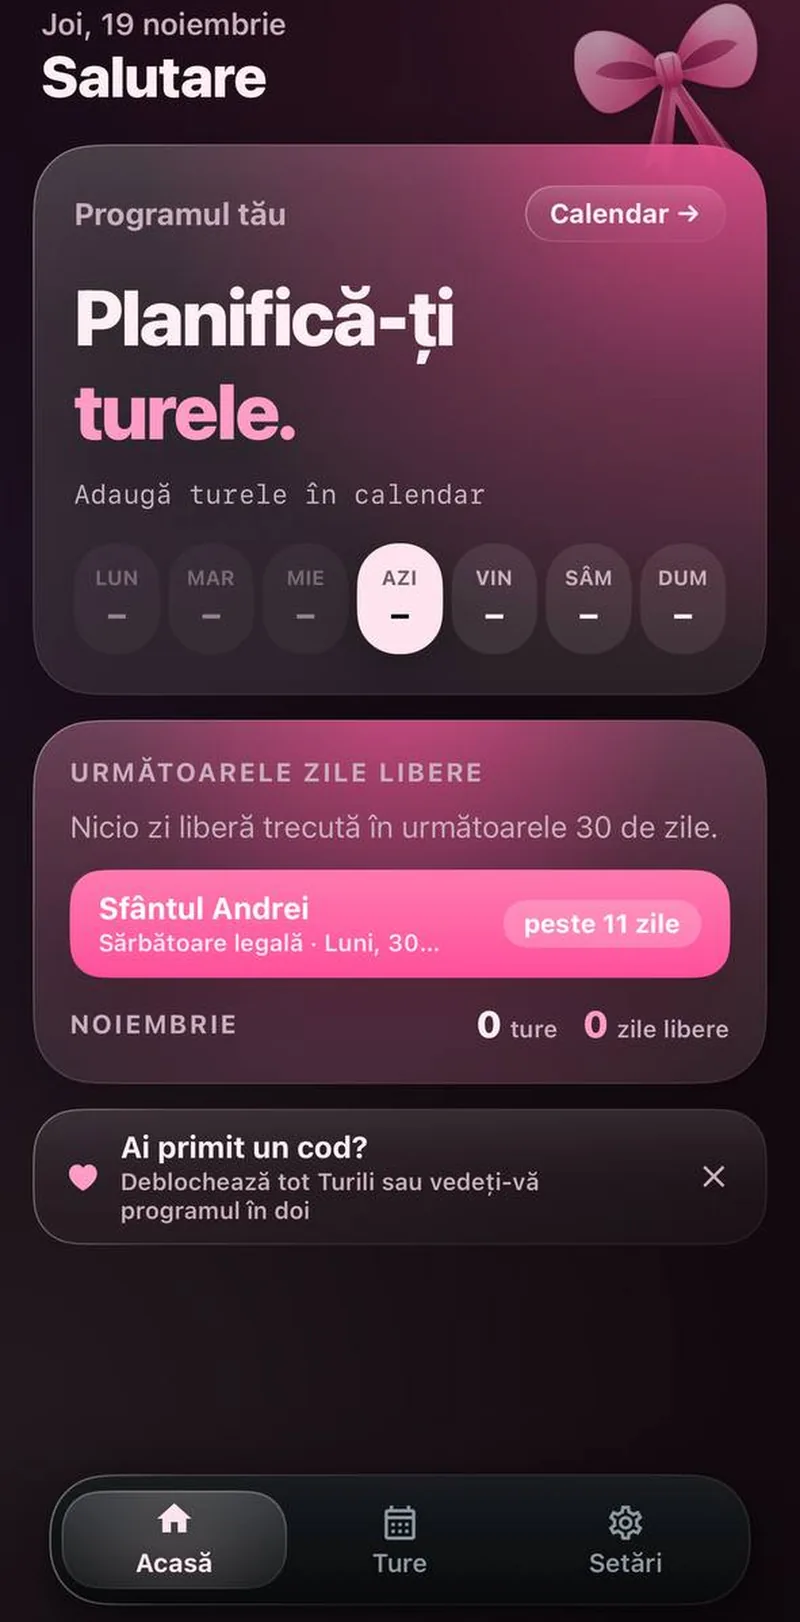 Joi, 19 noiembrie
Salutare
Programul tău
Calendar →
Planifică-ți
turele.
Adaugă turele în calendar
LUN MAR MIE AZI VIN SÂM DUM
– – – – – – –
URMĂTOARELE ZILE LIBERE
Nicio zi liberă trecută în următoarele 30 de zile.
Sfântul Andrei
Sărbătoare legală · Luni, 30...
peste 11 zile
NOIEMBRIE 0 ture 0 zile libere
Ai primit un cod?
Deblochează tot Turili sau vedeți-vă
programul în doi
Acasă Ture Setări